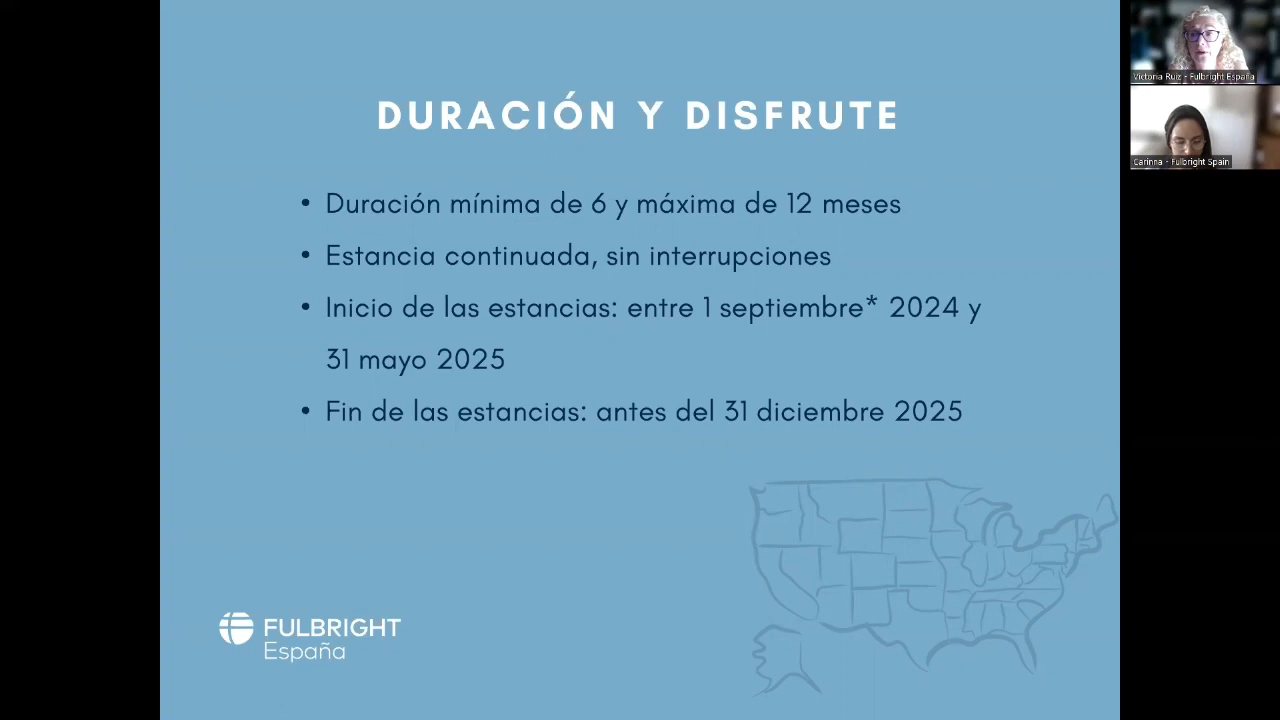 DURACIÓN Y DISFRUTE
• Duración mínima de 6 y máxima de 12 meses
• Estancia continuada, sin interrupciones
• Inicio de las estancias: entre 1 septiembre* 2024 y
31 mayo 2025
• Fin de las estancias: antes del 31 diciembre 2025
FULBRIGHT
España
Victoria Ruiz - Fulbright España
Carinna - Fulbright Spain